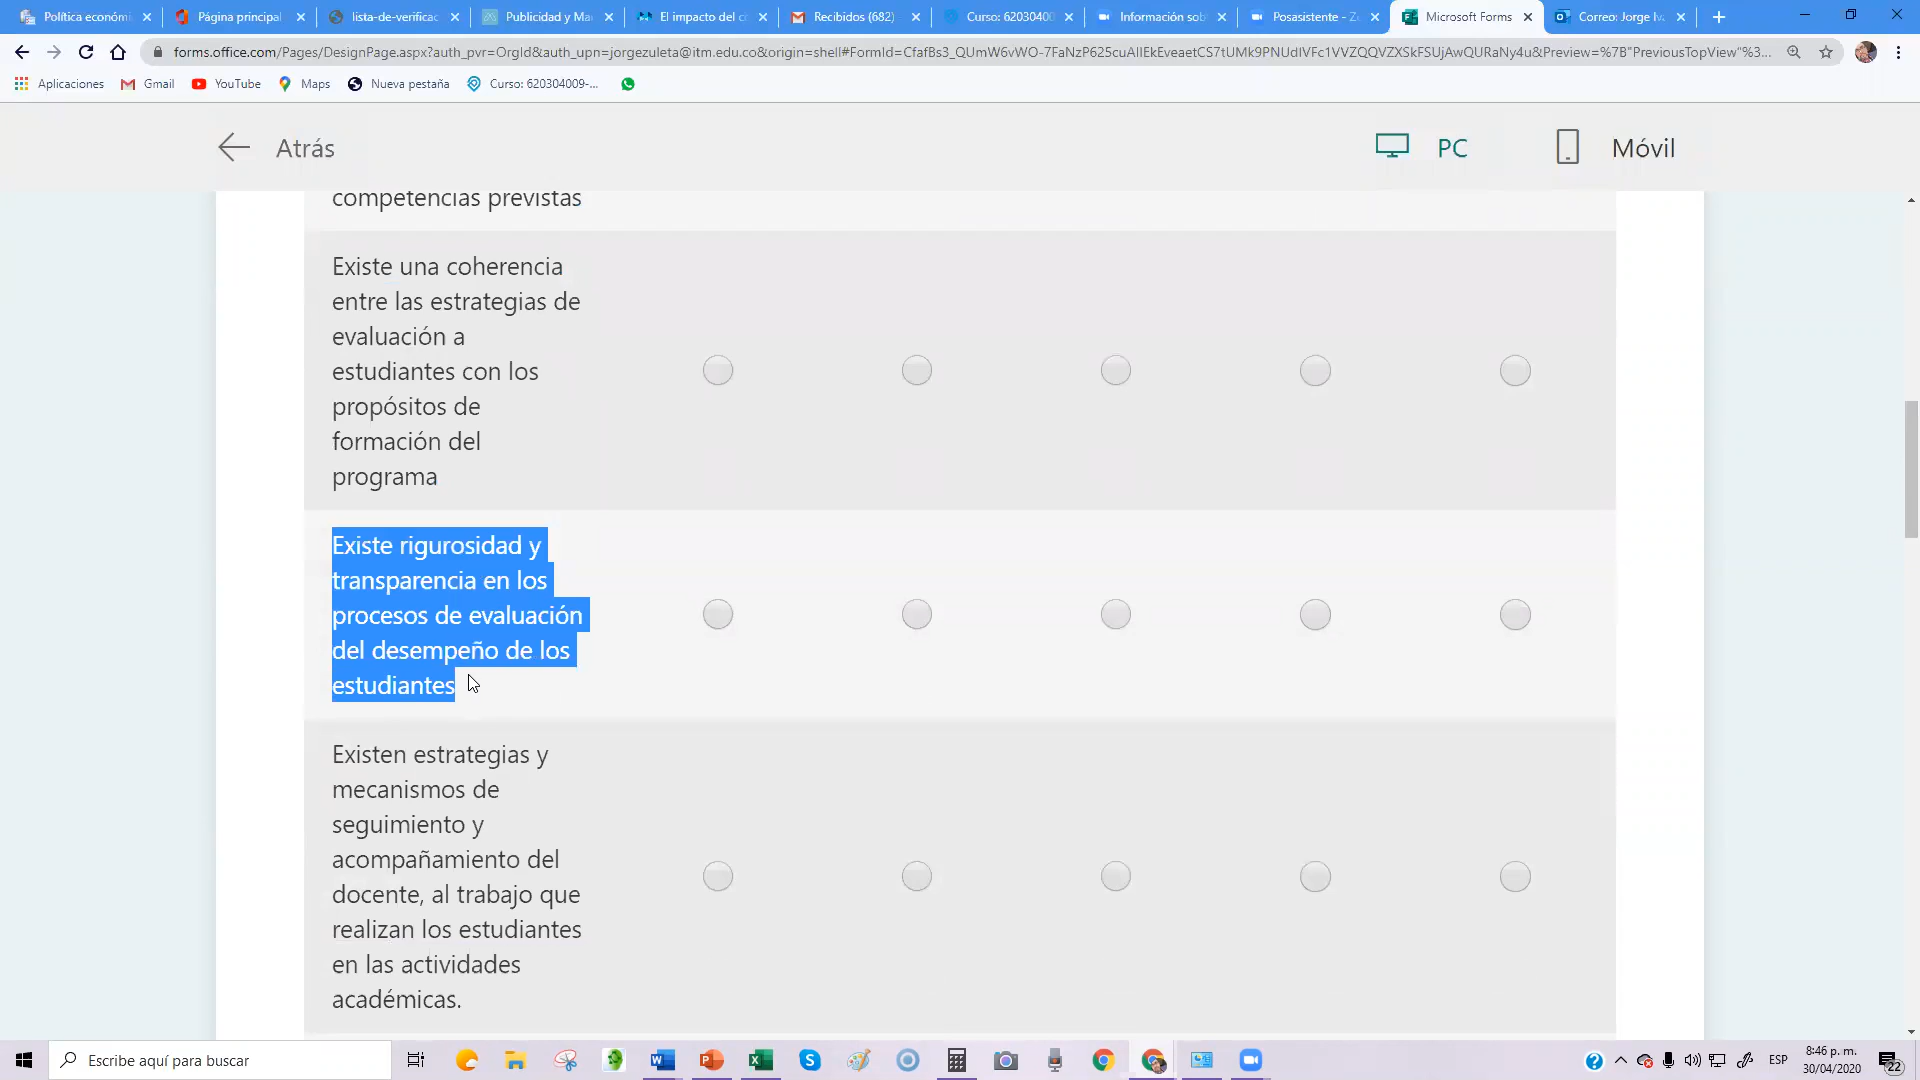 Política económi
Página principal
lista-de-verificac
Publicidad y Ma
El impacto del c
Recibidos (682)
Curso: 62030400
Información so
Posasistente - Z
Microsoft Forms
Correo: Jorge Iv
forms.office.com/Pages/DesignPage.aspx?auth_pvr=OrgId&auth_upn=jorgezuleta@itm.edu.co&origin=shell#FormId=CfafBs3_QUmW6vWO-7FaNzP625cuAIIEkEveaetCS7tUMk9PNUdIVFc1VVZQQVZXSkFSUjAwQURaNy4u&Preview=%7B"PreviousTopView"%3...
Aplicaciones
Gmail
YouTube
Maps
Nueva pestaña
Curso: 620304009-...
Atrás
PC
Móvil
competencias previstas
Existe una coherencia
entre las estrategias de
evaluación a
estudiantes con los
propósitos de
formación del
programa
Existe rigurosidad y
transparencia en los
procesos de evaluación
del desempeño de los
estudiantes
Existen estrategias y
mecanismos de
seguimiento y
acompañamiento del
docente, al trabajo que
realizan los estudiantes
en las actividades
académicas.
Escribe aquí para buscar
ESP
8:46 p. m.
30/04/2020
22